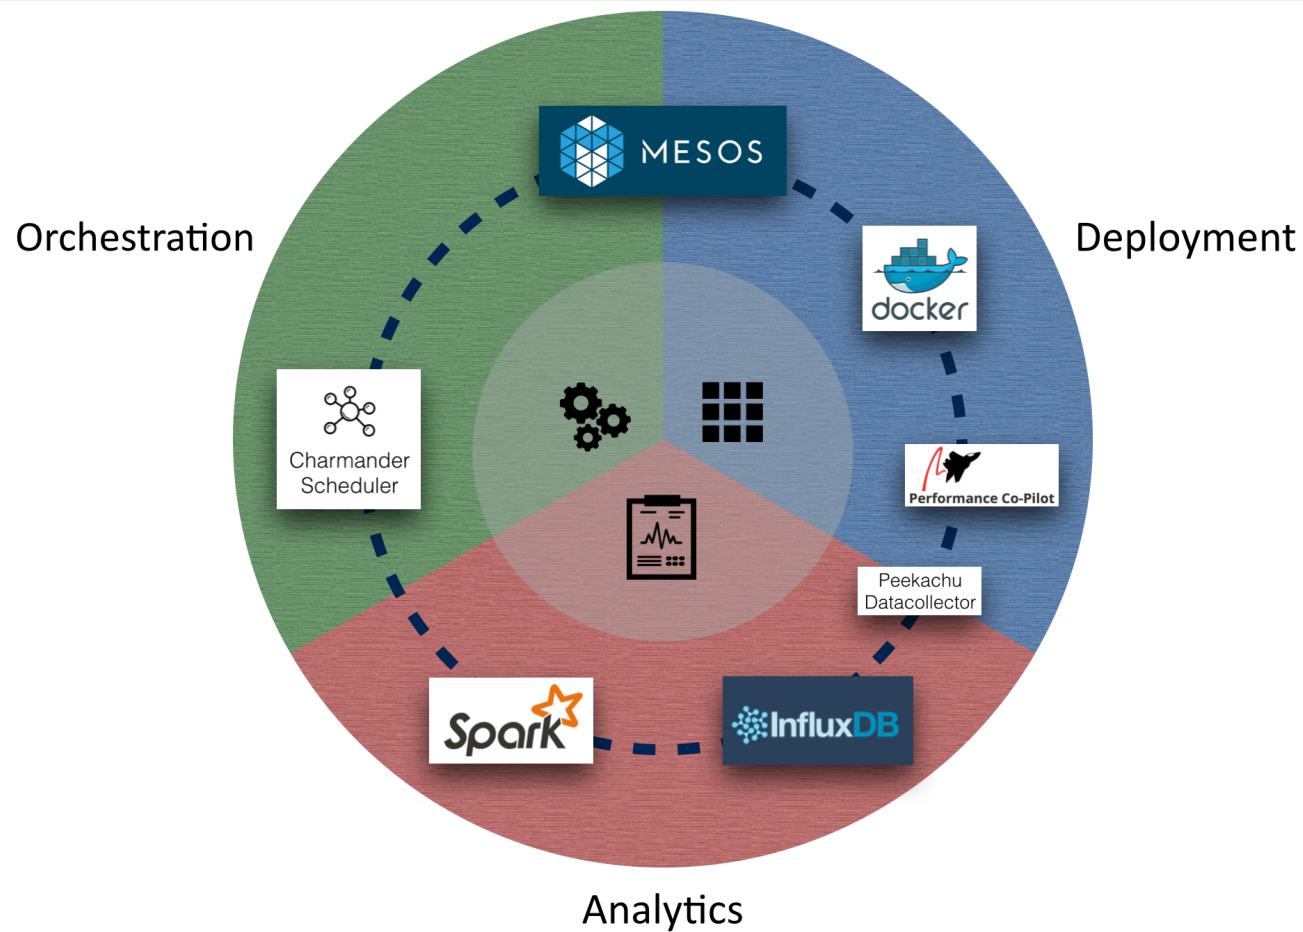 MESOS
Orchestration
Deployment
docker
Charmander
Scheduler
Performance Co-Pilot
Peekachu
Datacollector
Spark
InfluxDB
Analytics